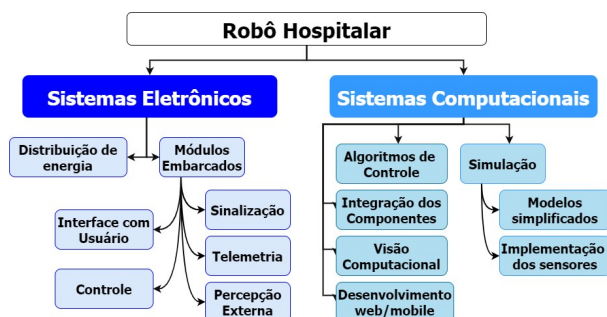 Robô Hospitalar
Sistemas Eletrônicos
Sistemas Computacionais
Distribuição de
energia
Módulos
Embarcados
Interface com
Usuário
Controle
Sinalização
Telemetria
Percepção
Externa
Algoritmos de
Controle
Integração dos
Componentes
Visão
Computacional
Desenvolvimento
web/mobile
Simulação
Modelos
simplificados
Implementação
dos sensores